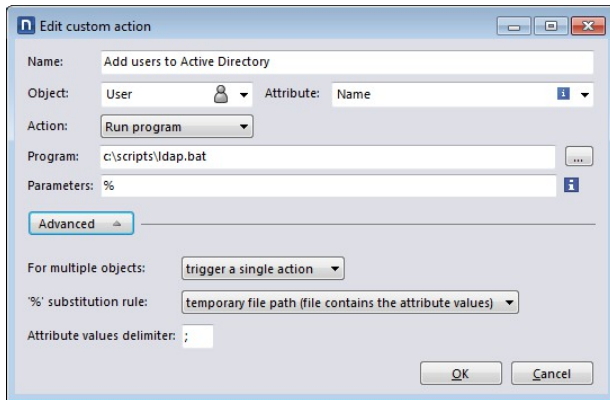 n Edit custom action
Name: Add users to Active Directory
Object: User Attribute: Name i
Action: Run program
Program: c:\scripts\ldap.bat ...
Parameters: % i
Advanced
For multiple objects: trigger a single action
'%' substitution rule: temporary file path (file contains the attribute values)
Attribute values delimiter: ;
OK Cancel